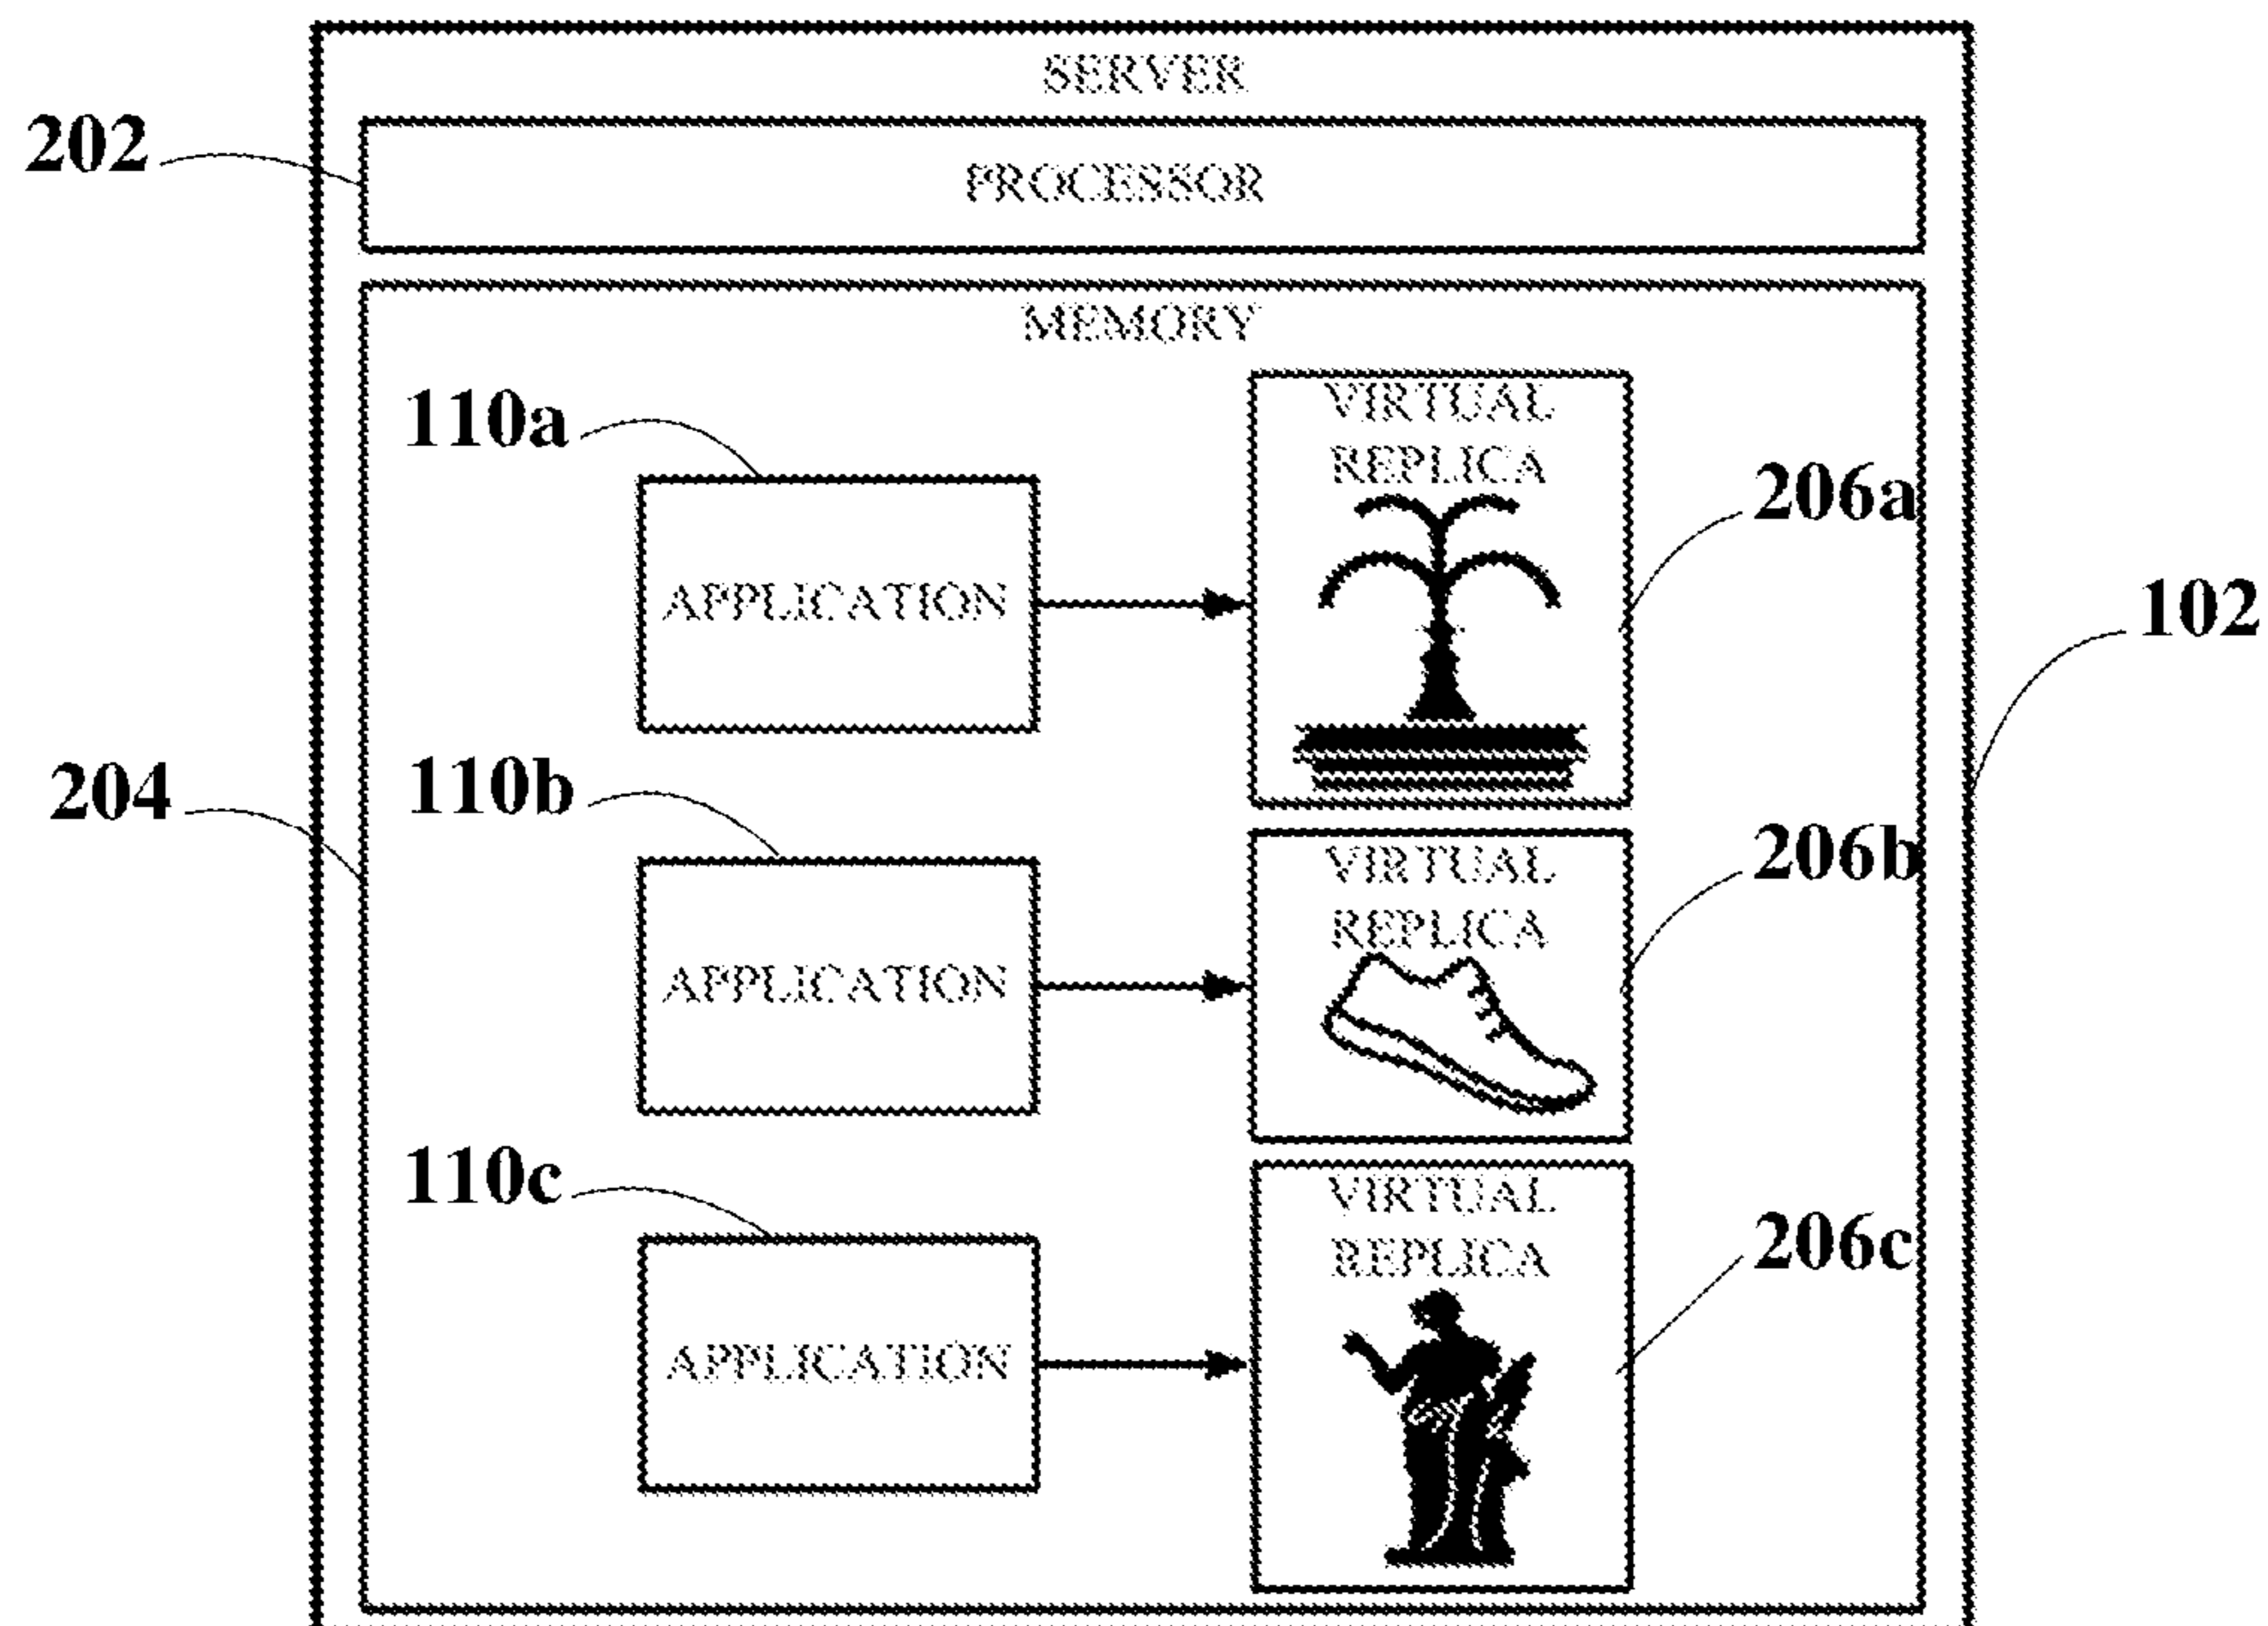 SERVER
202
PROCESSOR
MEMORY
110a
VIRTUAL
REPLICA
206a
APPLICATION
102
110b
204
VIRTUAL
REPLICA
206b
APPLICATION
110c
VIRTUAL
REPLICA
206c
APPLICATION